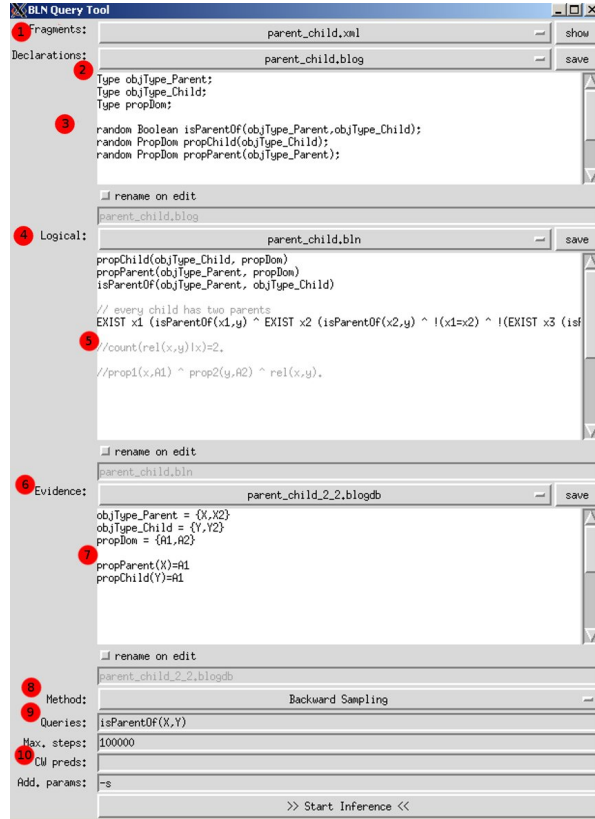 BLN Query Tool
1 Fragments: parent_child.xml show
Declarations: parent_child.blog save
2
Type objType_Parent;
Type objType_Child;
Type propDom;
3
random Boolean isParentOf(objType_Parent,objType_Child);
random PropDom propChild(objType_Child);
random PropDom propParent(objType_Parent);
rename on edit
parent_child.blog
4 Logical: parent_child.bln save
propChild(objType_Child, propDom)
propParent(objType_Parent, propDom)
isParentOf(objType_Parent, objType_Child)
// every child has two parents
EXIST x1 (isParentOf(x1,y) ^ EXIST x2 (isParentOf(x2,y) ^ !(x1=x2) ^ !(EXIST x3 (isF
5
//count(rel(x,y)|x)=2.
//prop1(x,A1) ^ prop2(y,A2) ^ rel(x,y).
rename on edit
parent_child.bln
6 Evidence: parent_child_2_2.blogdb save
objType_Parent = {X,X2}
objType_Child = {Y,Y2}
propDom = {A1,A2}
7
propParent(X)=A1
propChild(Y)=A1
rename on edit
parent_child_2_2.blogdb
8
Method: Backward Sampling
9
Queries: isParentOf(X,Y)
Max. steps: 100000
10
CW preds:
Add. params: -s
>> Start Inference <<